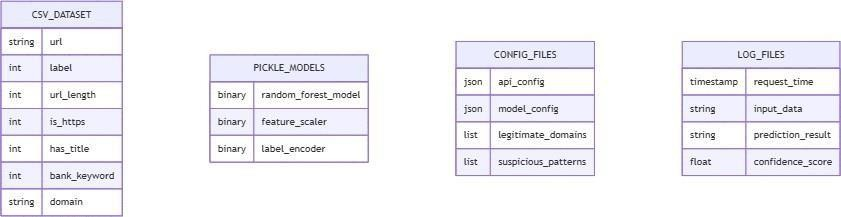 CSV_DATASET
string url
int label
int url_length
int is_https
int has_title
int bank_keyword
string domain
PICKLE_MODELS
binary random_forest_model
binary feature_scaler
binary label_encoder
CONFIG_FILES
json api_config
json model_config
list legitimate_domains
list suspicious_patterns
LOG_FILES
timestamp request_time
string input_data
string prediction_result
float confidence_score